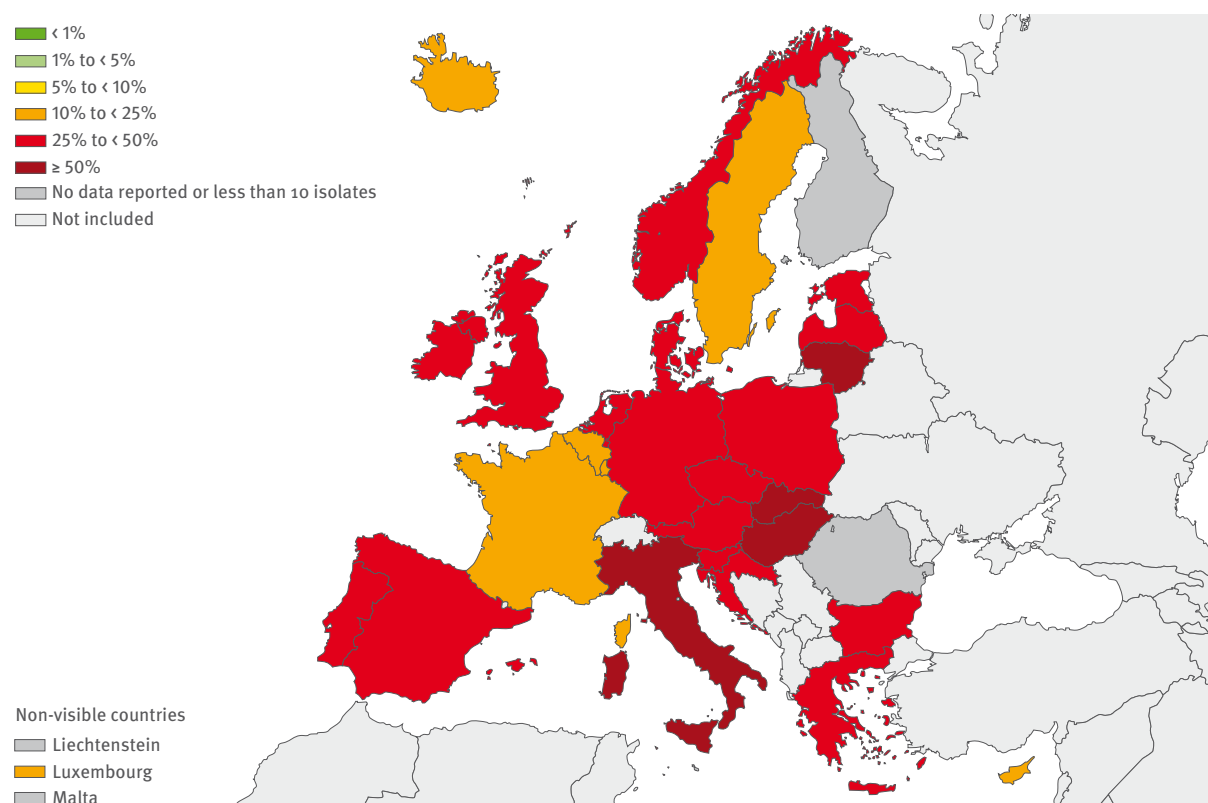 < 1%
1% to < 5%
5% to < 10%
10% to < 25%
25% to < 50%
≥ 50%
No data reported or less than 10 isolates
Not included
Non-visible countries
Liechtenstein
Luxembourg
Malta